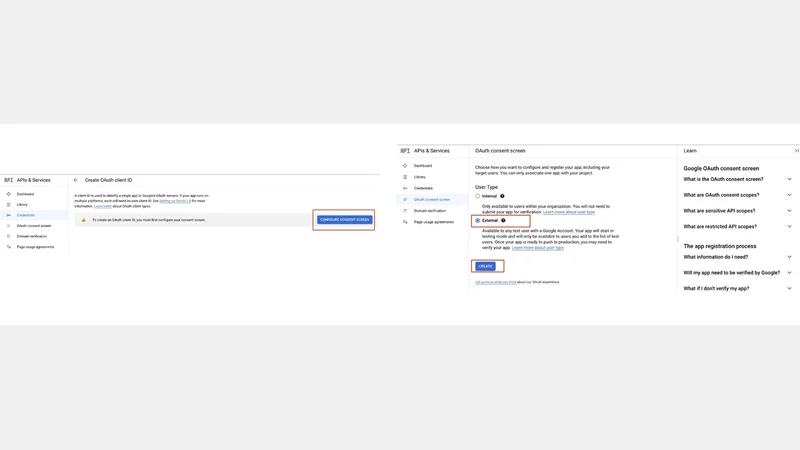 API APIs & Services
Dashboard
Library
Credentials
OAuth consent screen
Domain verification
Page usage agreements
Create OAuth client ID
A client ID is used to identify a single app to Google's OAuth servers. If your app runs on
multiple platforms, each will need its own client ID. See Setting up OAuth 2.0 for more
information. Learn more about OAuth client types.
To create an OAuth client ID, you must first configure your consent screen.
CONFIGURE CONSENT SCREEN
API APIs & Services
Dashboard
Library
Credentials
OAuth consent screen
Domain verification
Page usage agreements
OAuth consent screen
Choose how you want to configure and register your app, including your
target users. You can only associate one app with your project.
User Type
Internal
Only available to users within your organization. You will not need to
submit your app for verification. Learn more about user type
External
Available to any test user with a Google Account. Your app will start in
testing mode and will only be available to users you add to the list of test
users. Once your app is ready to push to production, you may need to
verify your app. Learn more about user type
CREATE
Let us know what you think about our OAuth experience
Learn
Google OAuth consent screen
What is the OAuth consent screen?
What are OAuth scopes?
What are sensitive API scopes?
What are restricted API scopes?
The app registration process
What information do I need?
Will my app need to be verified by Google?
What if I don't verify my app?